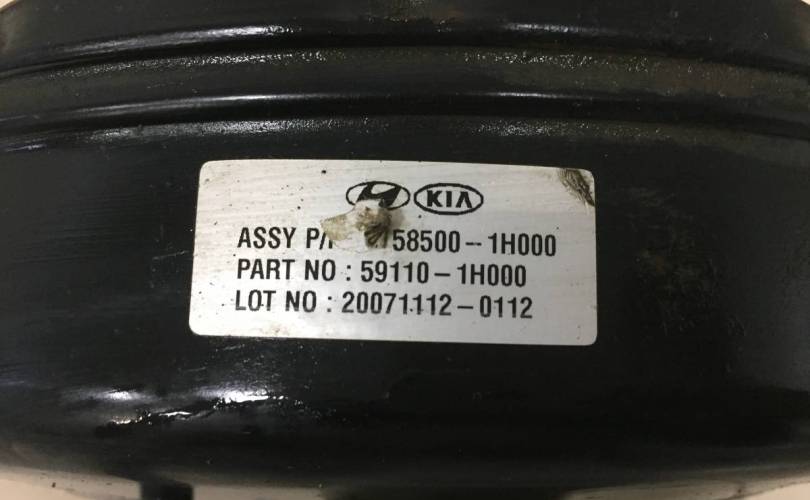 KIA
ASSY P/ 58500-1H000
PART NO : 59110-1H000
LOT NO : 20071112-0112